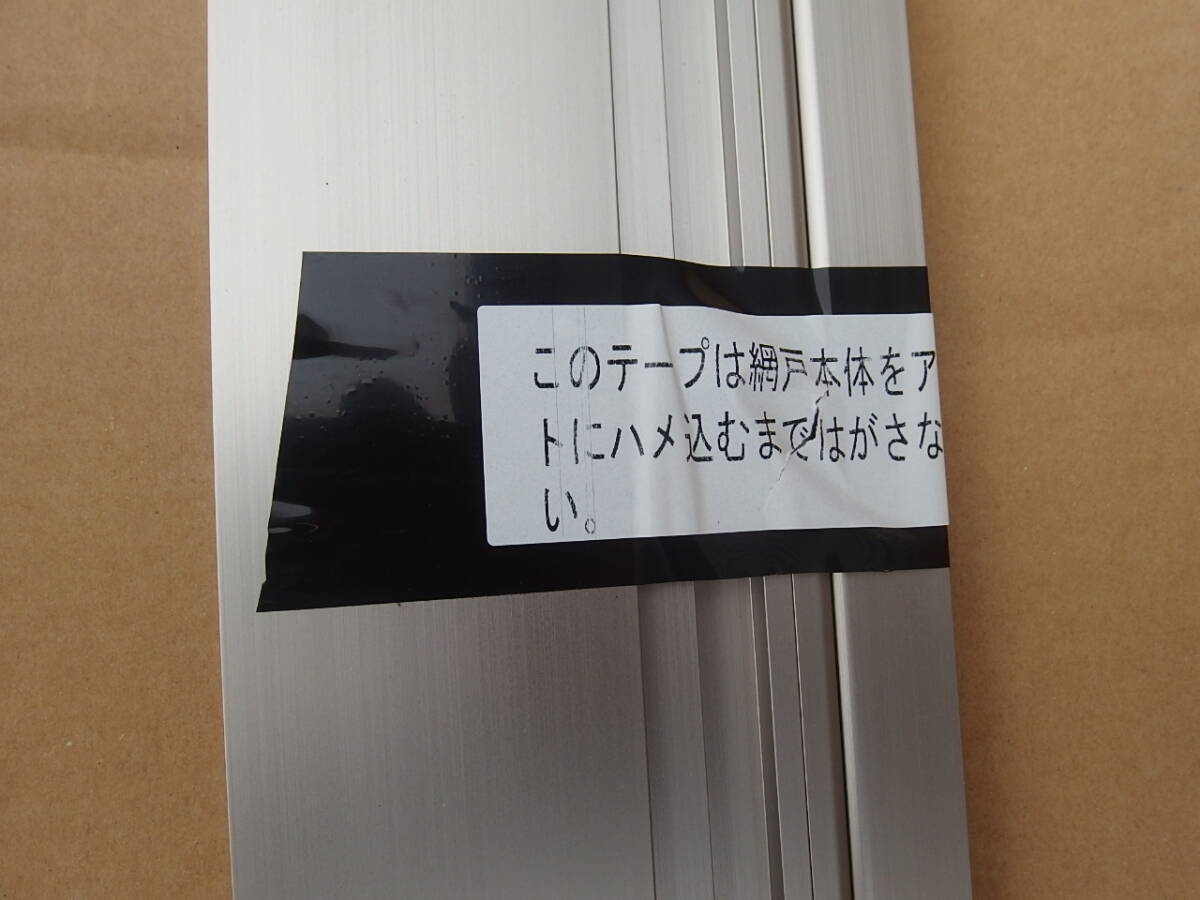 このテープは網戸本体をア
トにハメ込むまではがさな
い。